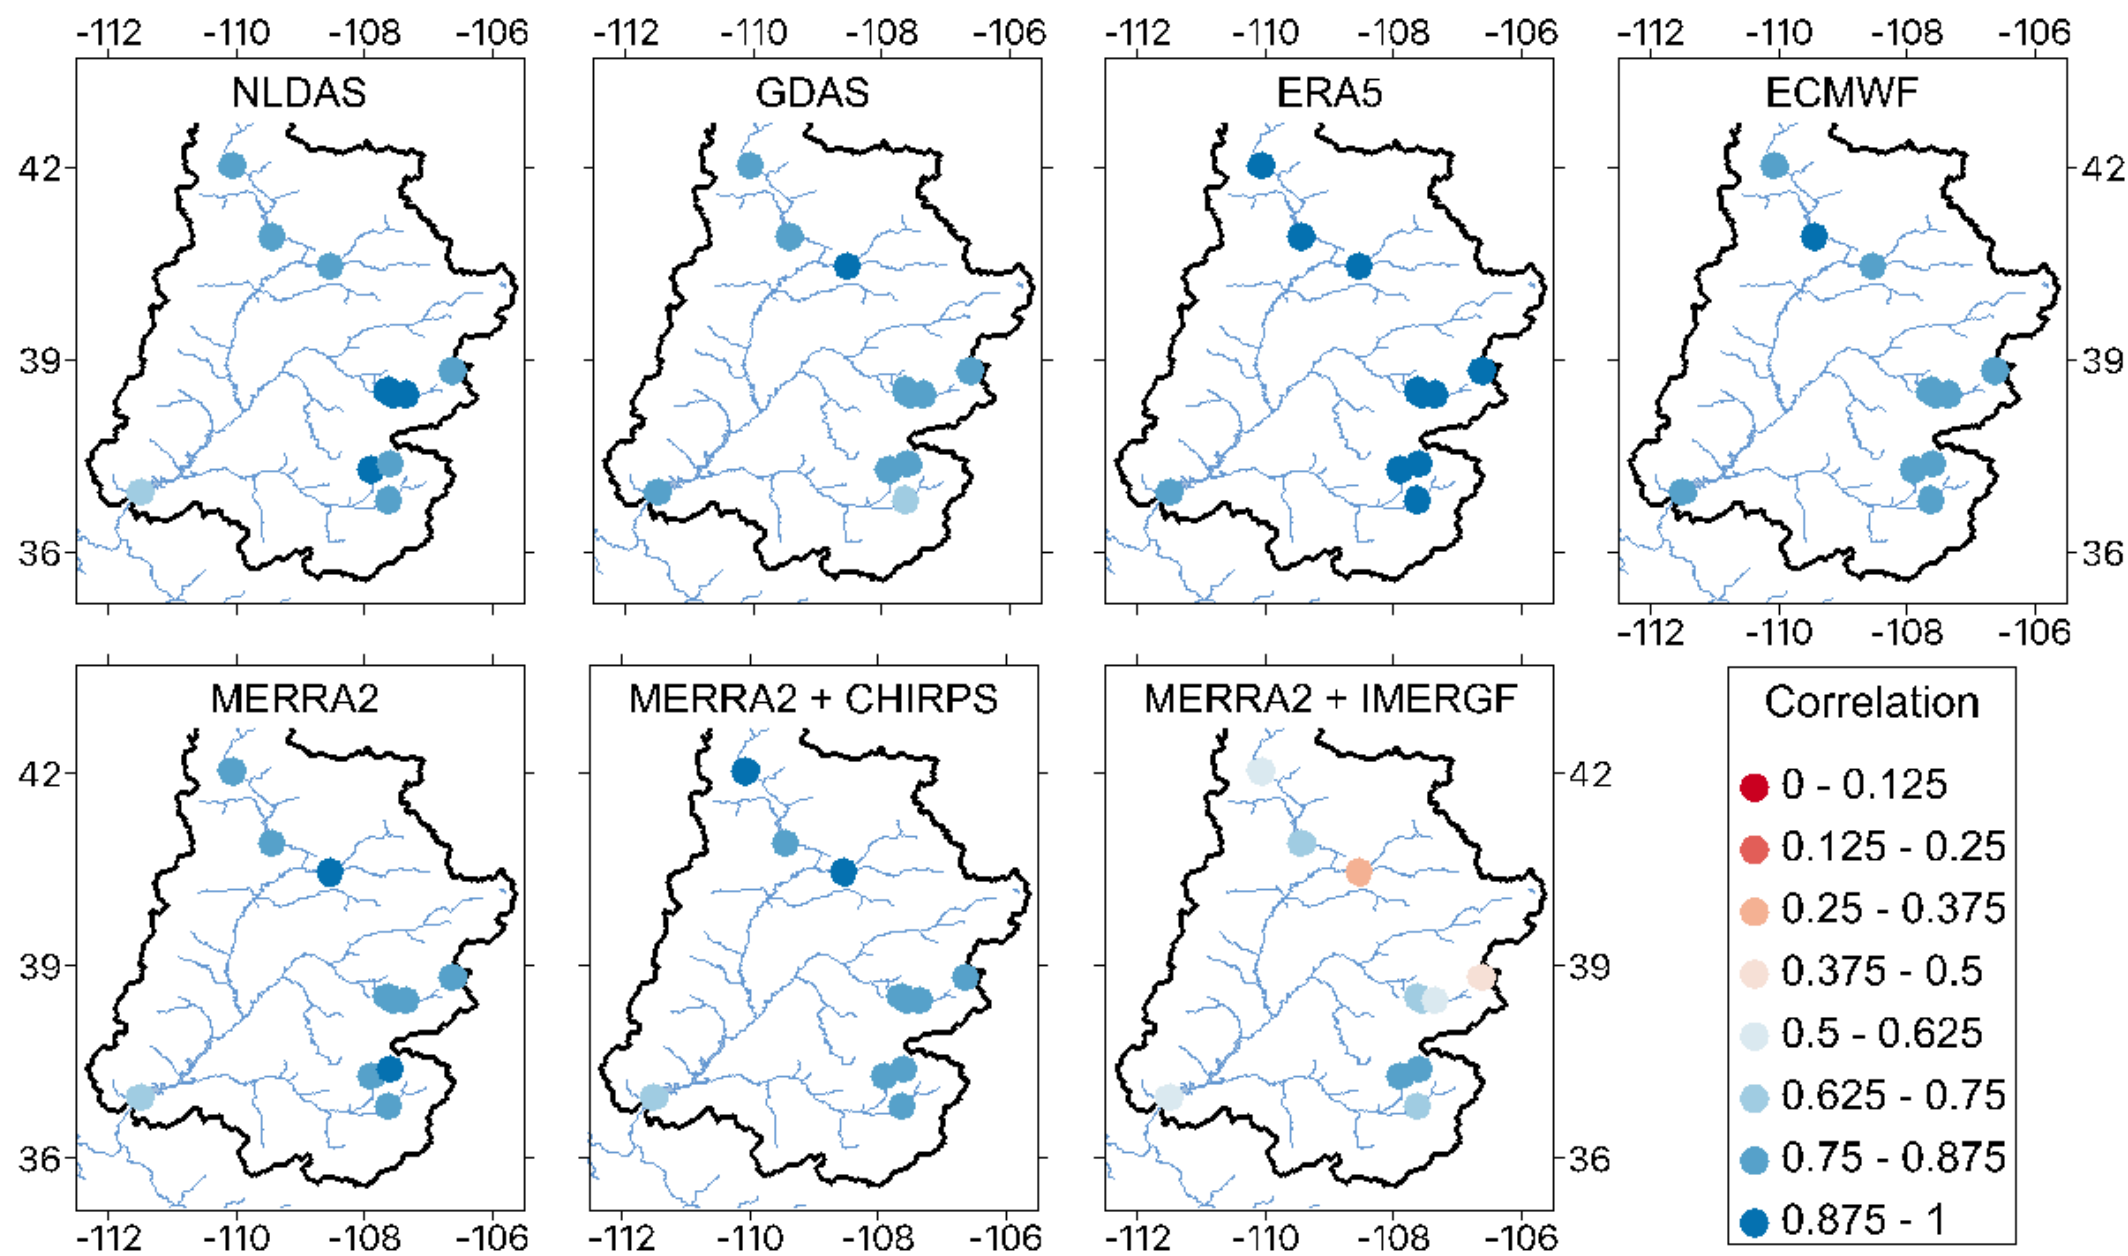 -112 -110 -108 -106 -112 -110 -108 -106 -112 -110 -108 -106 -112 -110 -108 -106
NLDAS GDAS ERA5 ECMWF
42 42
39 39
36 36
-112 -110 -108 -106
MERRA2 MERRA2 + CHIRPS MERRA2 + IMERGF Correlation
42 42
0 - 0.125
0.125 - 0.25
0.25 - 0.375
39 39
0.375 - 0.5
0.5 - 0.625
0.625 - 0.75
36 36
0.75 - 0.875
0.875 - 1
-112 -110 -108 -106 -112 -110 -108 -106 -112 -110 -108 -106